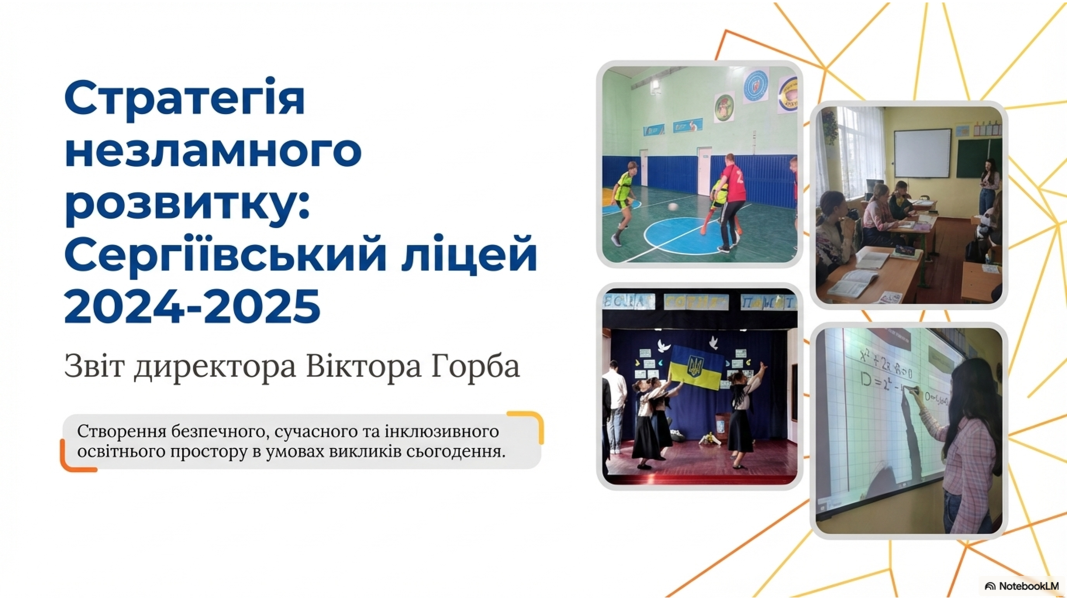 Стратегія
незламного
розвитку:
Сергіївський ліцей
2024-2025
Звіт директора Віктора Горба
Створення безпечного, сучасного та інклюзивного
освітнього простору в умовах викликів сьогодення.
NotebookLM